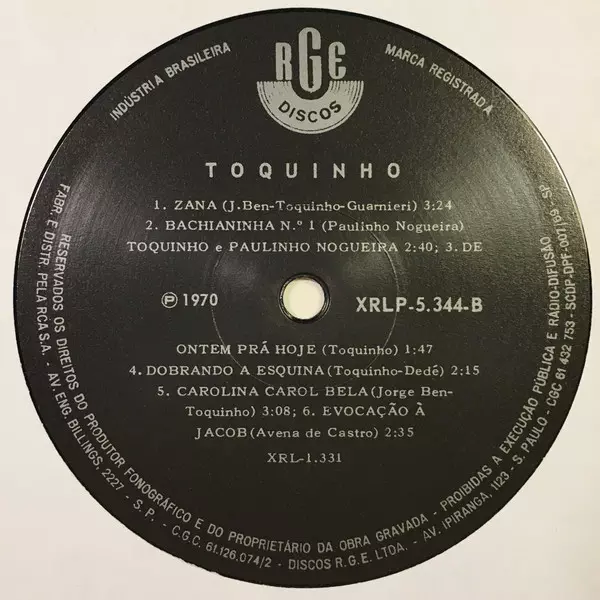 INDÚSTRIA BRASILEIRA
RGE
DISCOS
MARCA REGISTRADA
TOQUINHO
1. ZANA (J.Ben-Toquinho-Guarnieri) 3:24
2. BACHIANINHA N.º 1 (Paulinho Nogueira)
TOQUINHO e PAULINHO NOGUEIRA 2:40; 3. DE
Ⓟ 1970
XRLP-5.344-B
ONTEM PRÁ HOJE (Toquinho) 1:47
4. DOBRANDO A ESQUINA (Toquinho-Dedé) 2:15
5. CAROLINA CAROL BELA (Jorge Ben-
Toquinho) 3:08; 6. EVOCAÇÃO À
JACOB (Avena de Castro) 2:35
XRL-1.331
RESERVADOS OS DIREITOS DO PRODUTOR FONOGRÁFICO E DO PROPRIETÁRIO DA OBRA GRAVADA - PROIBIDAS A EXECUÇÃO PÚBLICA E RÁDIO-DIFUSÃO
FABR. E DISTR. PELA RCA S.A. - AV. ENG. BILLINGS, 2227 - S.P. - C.G.C. 61.126.074/2 - DISCOS R.G.E. LTDA. - AV. IPIRANGA, 1123 - S. PAULO - CGC 61 432 753 - SCDP-DPF-007/69 - SP